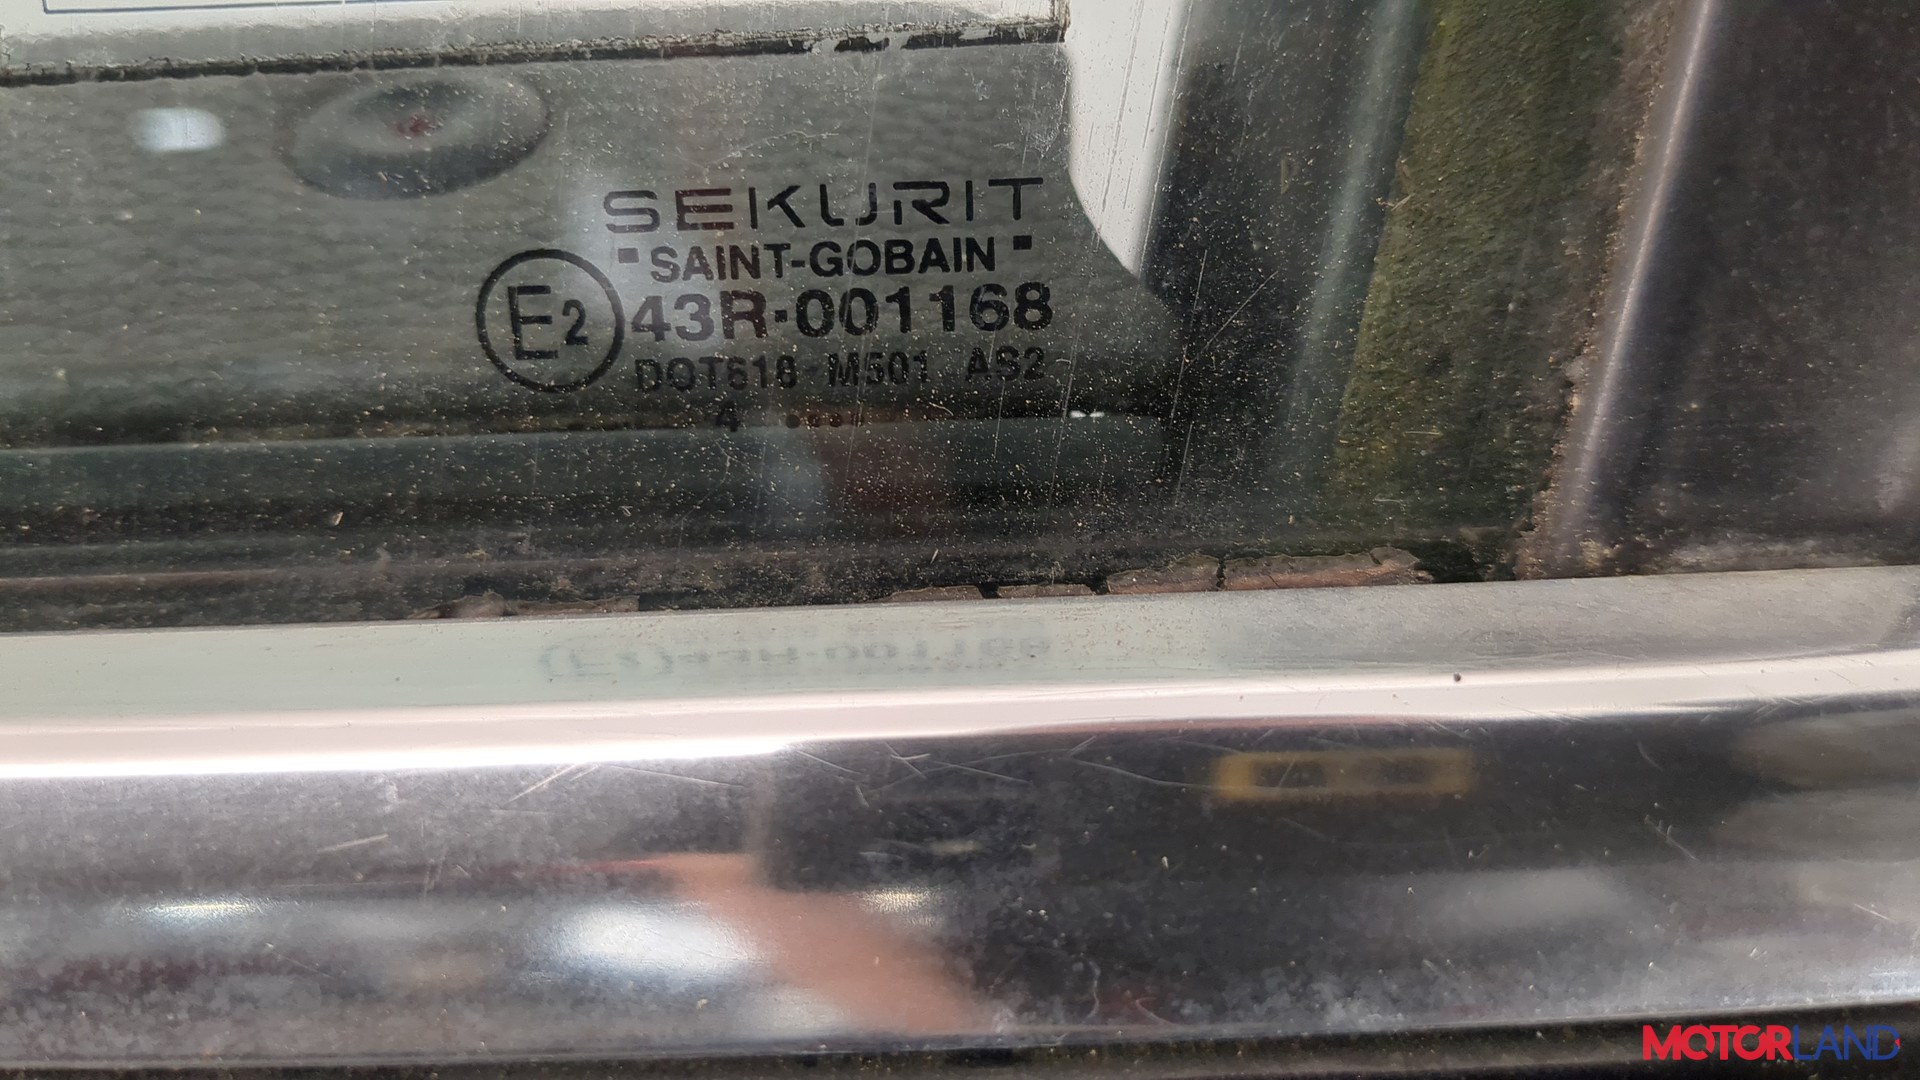 SEKURIT
▪ SAINT-GOBAIN ▪
E2 43R-001168
DOT618 M501 AS2
4 ....
MOTORLAND